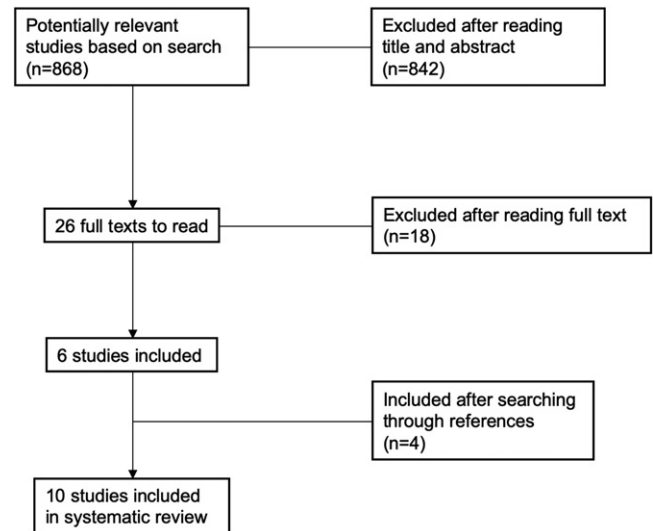 Potentially relevant
studies based on search
(n=868)
Excluded after reading
title and abstract
(n=842)
26 full texts to read
Excluded after reading full text
(n=18)
6 studies included
Included after searching
through references
(n=4)
10 studies included
in systematic review